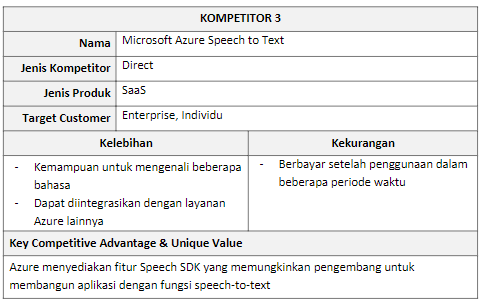 KOMPETITOR 3
Nama Microsoft Azure Speech to Text
Jenis Kompetitor Direct
Jenis Produk SaaS
Target Customer Enterprise, Individu
Kelebihan
- Kemampuan untuk mengenali beberapa
bahasa
- Dapat diintegrasikan dengan layanan
Azure lainnya
Kekurangan
- Berbayar setelah penggunaan dalam
beberapa periode waktu
Key Competitive Advantage & Unique Value
Azure menyediakan fitur Speech SDK yang memungkinkan pengembang untuk
membangun aplikasi dengan fungsi speech-to-text